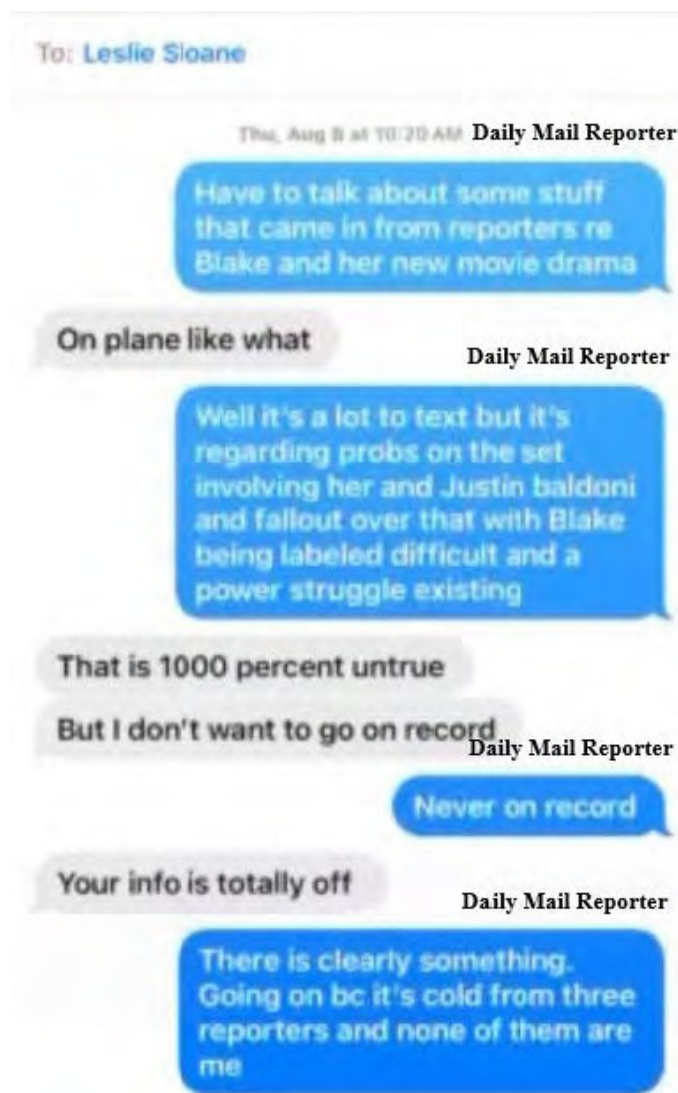 To: Leslie Sloane
Thu, Aug 8 at 10:20 AM Daily Mail Reporter
Have to talk about some stuff
that came in from reporters re
Blake and her new movie drama
On plane like what
Daily Mail Reporter
Well it's a lot to text but it's
regarding probs on the set
involving her and Justin baldoni
and fallout over that with Blake
being labeled difficult and a
power struggle existing
That is 1000 percent untrue
But I don't want to go on record
Daily Mail Reporter
Never on record
Your info is totally off
Daily Mail Reporter
There is clearly something.
Going on bc it's cold from three
reporters and none of them are
me